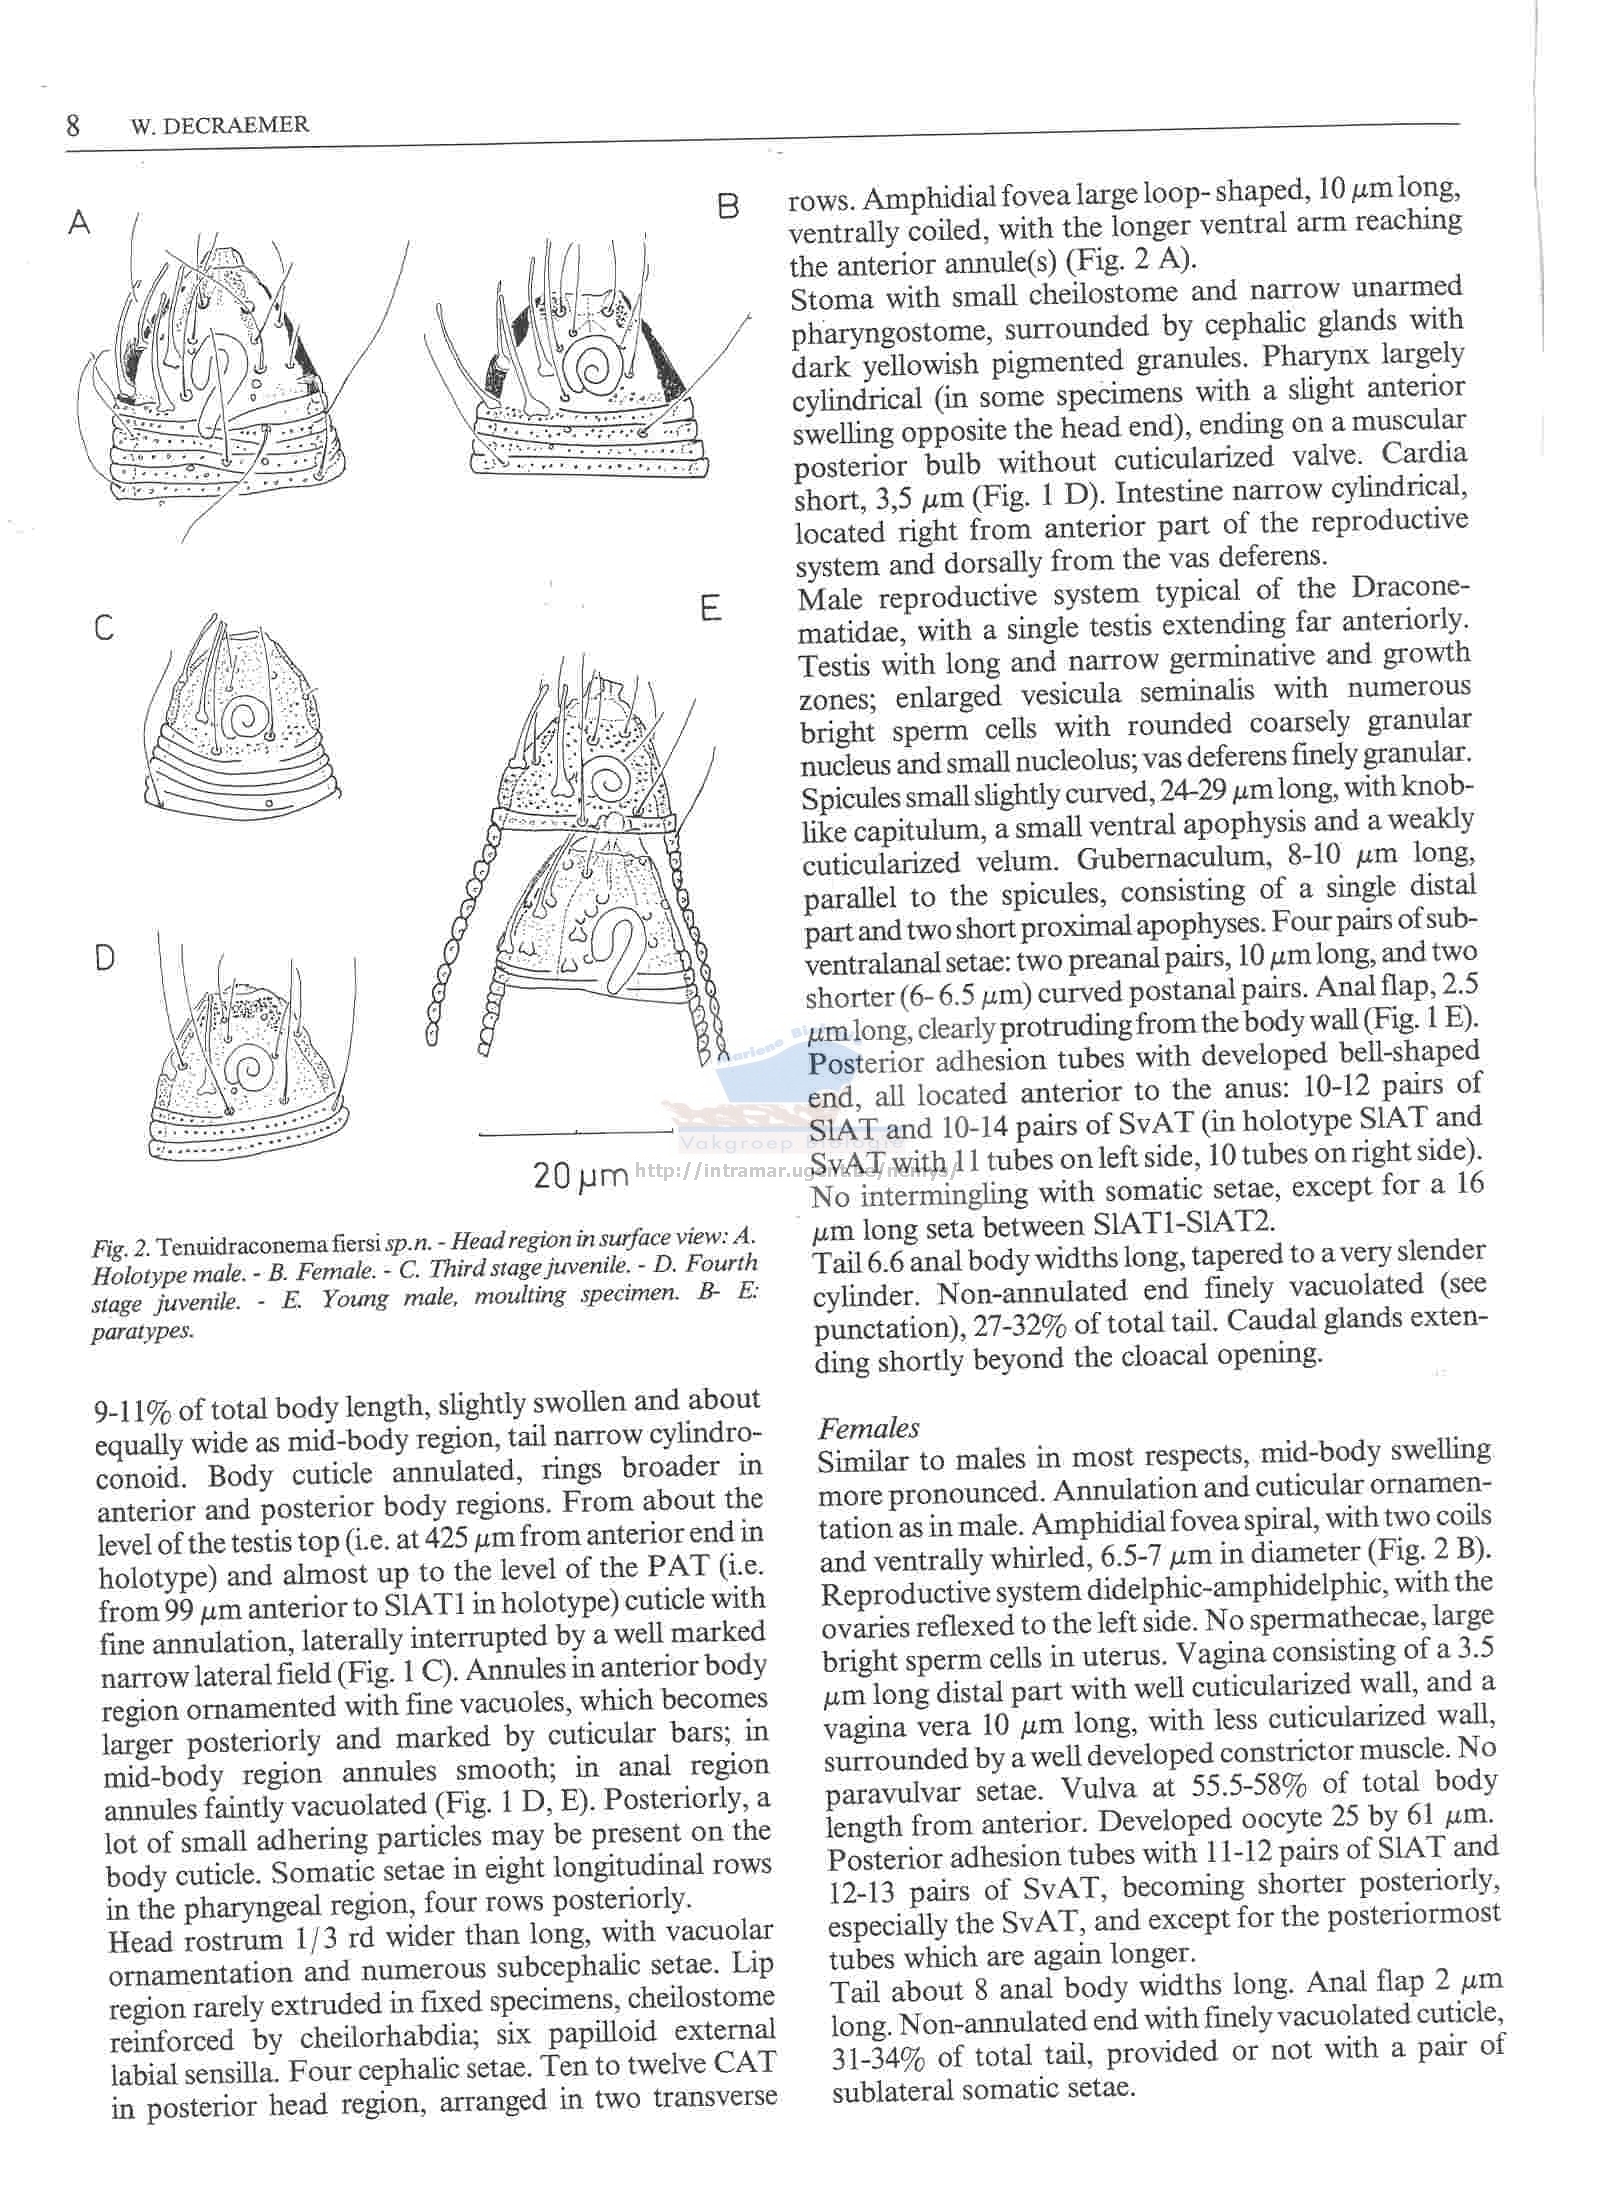 8 W. DECRAEMER
A
B
C
E
D
20 μm
Fig. 2. Tenuidraconema fiersi sp.n. - Head region in surface view: A.
Holotype male. - B. Female. - C. Third stage juvenile. - D. Fourth
stage juvenile. - E. Young male, moulting specimen. B- E:
paratypes.
9-11% of total body length, slightly swollen and about
equally wide as mid-body region, tail narrow cylindro-
conoid. Body cuticle annulated, rings broader in
anterior and posterior body regions. From about the
level of the testis top (i.e. at 425 μm from anterior end in
holotype) and almost up to the level of the PAT (i.e.
from 99 μm anterior to SlAT1 in holotype) cuticle with
fine annulation, laterally interrupted by a well marked
narrow lateral field (Fig. 1 C). Annules in anterior body
region ornamented with fine vacuoles, which becomes
larger posteriorly and marked by cuticular bars; in
mid-body region annules smooth; in anal region
annules faintly vacuolated (Fig. 1 D, E). Posteriorly, a
lot of small adhering particles may be present on the
body cuticle. Somatic setae in eight longitudinal rows
in the pharyngeal region, four rows posteriorly.
Head rostrum 1/3 rd wider than long, with vacuolar
ornamentation and numerous subcephalic setae. Lip
region rarely extruded in fixed specimens, cheilostome
reinforced by cheilorhabdia; six papilloid external
labial sensilla. Four cephalic setae. Ten to twelve CAT
in posterior head region, arranged in two transverse
rows. Amphidial fovea large loop- shaped, 10 μm long,
ventrally coiled, with the longer ventral arm reaching
the anterior annule(s) (Fig. 2 A).
Stoma with small cheilostome and narrow unarmed
pharyngostome, surrounded by cephalic glands with
dark yellowish pigmented granules. Pharynx largely
cylindrical (in some specimens with a slight anterior
swelling opposite the head end), ending on a muscular
posterior bulb without cuticularized valve. Cardia
short, 3,5 μm (Fig. 1 D). Intestine narrow cylindrical,
located right from anterior part of the reproductive
system and dorsally from the vas deferens.
Male reproductive system typical of the Dracone-
matidae, with a single testis extending far anteriorly.
Testis with long and narrow germinative and growth
zones; enlarged vesicula seminalis with numerous
bright sperm cells with rounded coarsely granular
nucleus and small nucleolus; vas deferens finely granular.
Spicules small slightly curved, 24-29 μm long, with knob-
like capitulum, a small ventral apophysis and a weakly
cuticularized velum. Gubernaculum, 8-10 μm long,
parallel to the spicules, consisting of a single distal
part and two short proximal apophyses. Four pairs of sub-
ventralanal setae: two preanal pairs, 10 μm long, and two
shorter (6- 6.5 μm) curved postanal pairs. Anal flap, 2.5
μm long, clearly protruding from the body wall (Fig. 1 E).
Posterior adhesion tubes with developed bell-shaped
end, all located anterior to the anus: 10-12 pairs of
SlAT and 10-14 pairs of SvAT (in holotype SlAT and
SvAT with 11 tubes on left side, 10 tubes on right side).
No intermingling with somatic setae, except for a 16
μm long seta between SlAT1-SlAT2.
Tail 6.6 anal body widths long, tapered to a very slender
cylinder. Non-annulated end finely vacuolated (see
punctation), 27-32% of total tail. Caudal glands exten-
ding shortly beyond the cloacal opening.
Females
Similar to males in most respects, mid-body swelling
more pronounced. Annulation and cuticular ornamen-
tation as in male. Amphidial fovea spiral, with two coils
and ventrally whirled, 6.5-7 μm in diameter (Fig. 2 B).
Reproductive system didelphic-amphidelphic, with the
ovaries reflexed to the left side. No spermathecae, large
bright sperm cells in uterus. Vagina consisting of a 3.5
μm long distal part with well cuticularized wall, and a
vagina vera 10 μm long, with less cuticularized wall,
surrounded by a well developed constrictor muscle. No
paravulvar setae. Vulva at 55.5-58% of total body
length from anterior. Developed oocyte 25 by 61 μm.
Posterior adhesion tubes with 11-12 pairs of SlAT and
12-13 pairs of SvAT, becoming shorter posteriorly,
especially the SvAT, and except for the posteriormost
tubes which are again longer.
Tail about 8 anal body widths long. Anal flap 2 μm
long. Non-annulated end with finely vacuolated cuticle,
31-34% of total tail, provided or not with a pair of
sublateral somatic setae.
Vakgroep Biologie
http://intramar.ugent.be/nemys/